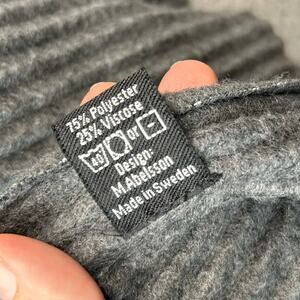 75% Polyester
25% Viscose
40 or
Design:
M Abelsson
Made in Sweden